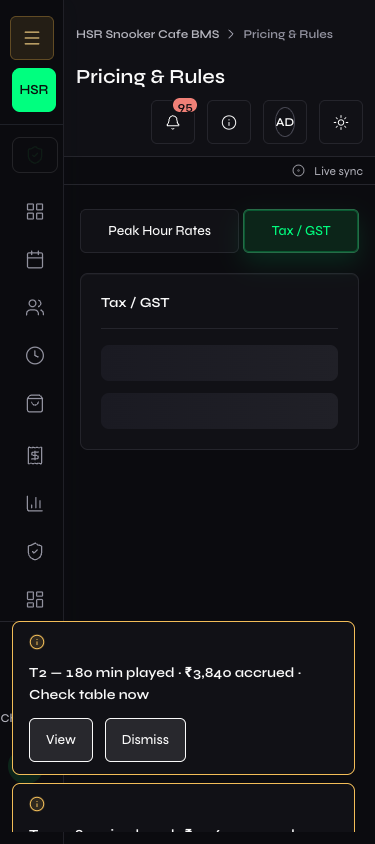 HSR Snooker Cafe BMS > Pricing & Rules
HSR
Pricing & Rules
95
AD
Live sync
Peak Hour Rates
Tax / GST
Tax / GST
T2 — 180 min played · ₹3,840 accrued ·
Check table now
View
Dismiss